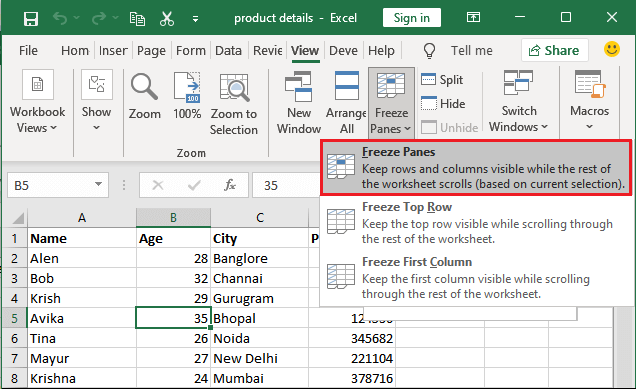 product details - Excel
Sign in
File Hom Inser Page Form Data Revie View Deve Help Tell me Share
Workbook Views
Show
Zoom
100%
100
Zoom to Selection
New Window
Arrange All
Freeze Panes
Split
Hide
Unhide
Switch Windows
Macros
Zoom
Freeze Panes
Keep rows and columns visible while the rest of
the worksheet scrolls (based on current selection).
Freeze Top Row
Keep the top row visible while scrolling through
the rest of the worksheet.
Freeze First Column
Keep the first column visible while scrolling
through the rest of the worksheet.
B5 fx 35
A B C
1 Name Age City P
2 Alen 28 Banglore
3 Bob 32 Channai
4 Krish 29 Gurugram
5 Avika 35 Bhopal
6 Tina 26 Noida 345682
7 Mayur 27 New Delhi 221104
8 Krishna 24 Mumbai 378716